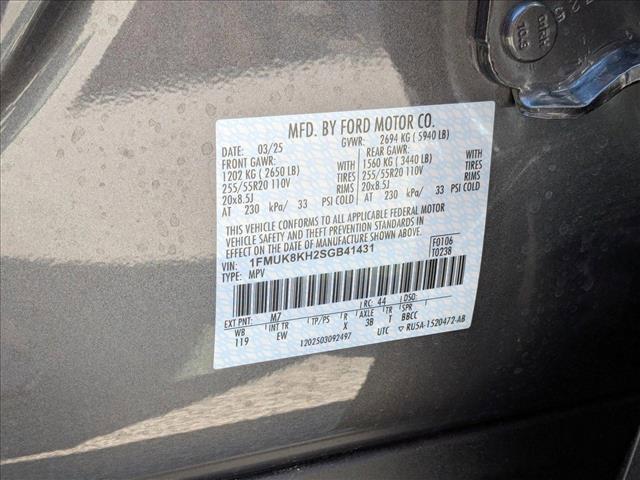 MFD. BY FORD MOTOR CO.
DATE: 03/25 GVWR: 2694 KG ( 5940 LB)
FRONT GAWR: WITH REAR GAWR: WITH
1202 KG ( 2650 LB) TIRES 1560 KG ( 3440 LB) TIRES
255/55R20 110V RIMS 255/55R20 110V RIMS
20x8.5J 20x8.5J
AT 230 kPa/ 33 PSI COLD AT 230 kPa/ 33 PSI COLD
THIS VEHICLE CONFORMS TO ALL APPLICABLE FEDERAL MOTOR
VEHICLE SAFETY AND THEFT PREVENTION STANDARDS IN
EFFECT ON THE DATE OF MANUFACTURE SHOWN ABOVE.
VIN: 1FMUK8KH2SGB41431 F0106
TYPE: MPV T0238
EXT PNT: M7 RC: 44 DSO:
WB INT TR TP/PS R AXLE TR SPR
119 EW X 3B T BBCC
1202503092497 UTC RU5A-1520472-AB